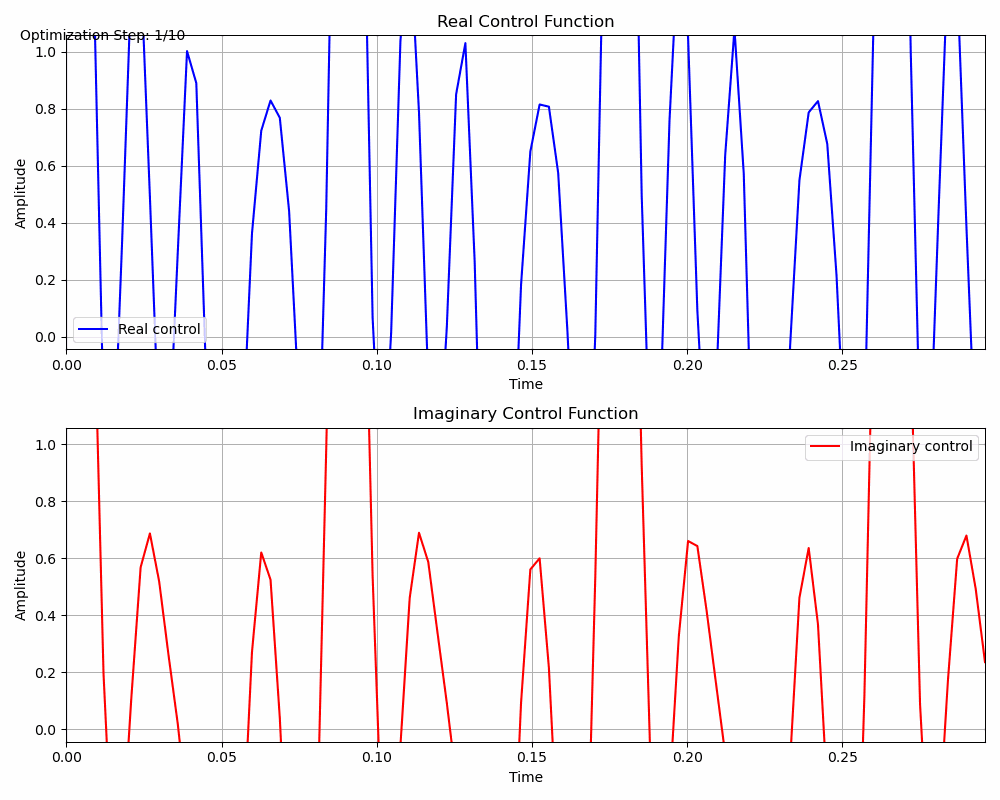 Real Control Function
Optimization Step: 1/10
1.0
0.8
0.6
0.4
0.2
0.0
Amplitude
Real control
0.00 0.05 0.10 0.15 0.20 0.25
Time
Imaginary Control Function
1.0
0.8
0.6
0.4
0.2
0.0
Amplitude
Imaginary control
0.00 0.05 0.10 0.15 0.20 0.25
Time